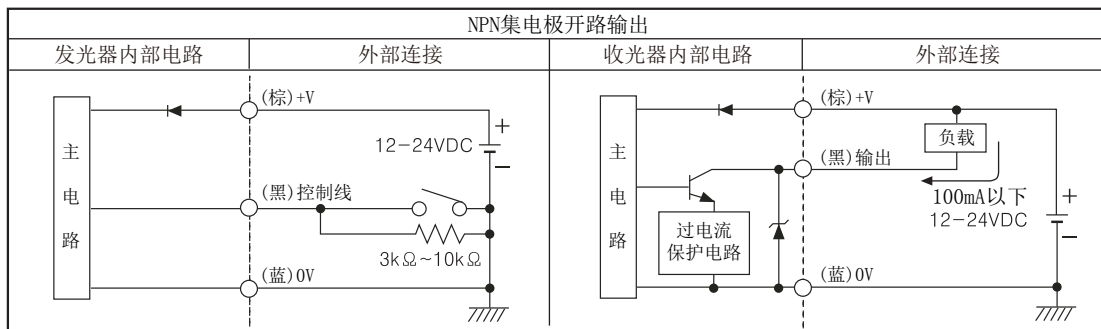 NPN集电极开路输出
发光器内部电路
外部连接
收光器内部电路
外部连接
主电路
(棕)+V
12-24VDC
+
-
(黑)控制线
3kΩ~10kΩ
(蓝)0V
主电路
过电流
保护电路
(棕)+V
负载
(黑)输出
100mA以下
12-24VDC
+
-
(蓝)0V